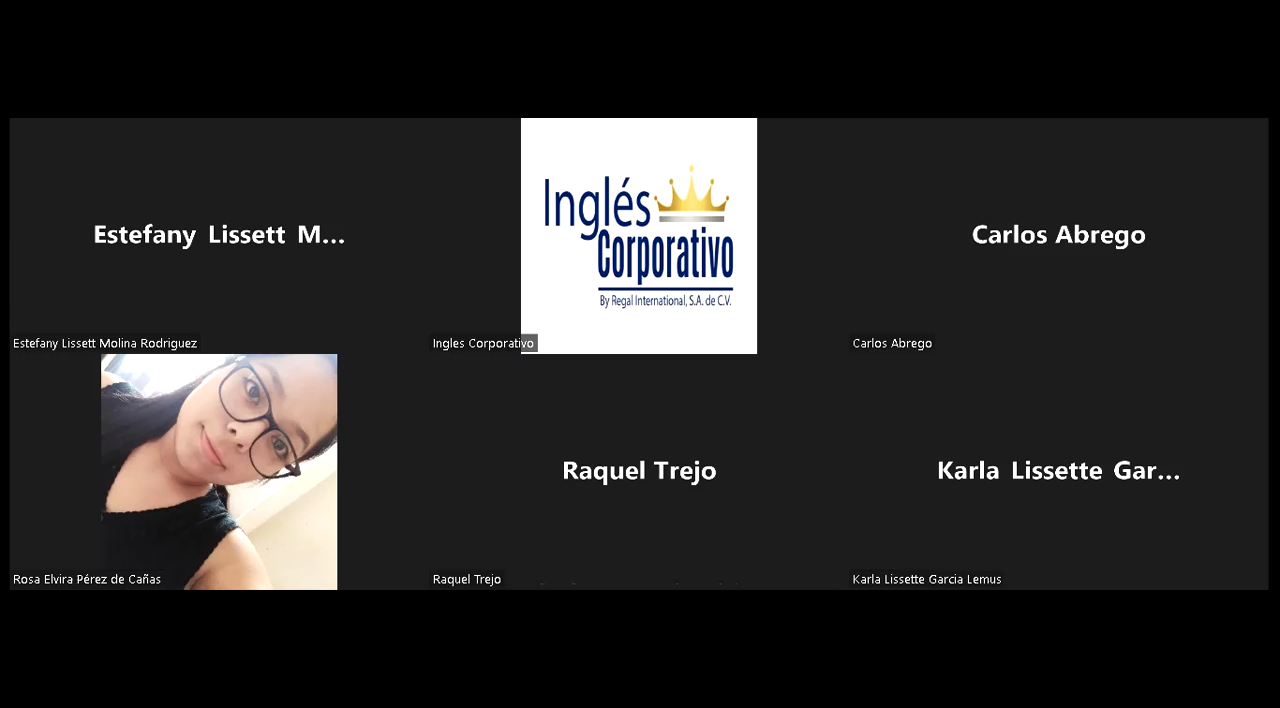 Estefany Lissett M...
Estefany Lissett Molina Rodriguez
Inglés
Corporativo
By Regal International, S.A. de C.V.
Ingles Corporativo
Carlos Abrego
Carlos Abrego
Rosa Elvira Pérez de Cañas
Raquel Trejo
Raquel Trejo
Karla Lissette Gar...
Karla Lissette Garcia Lemus